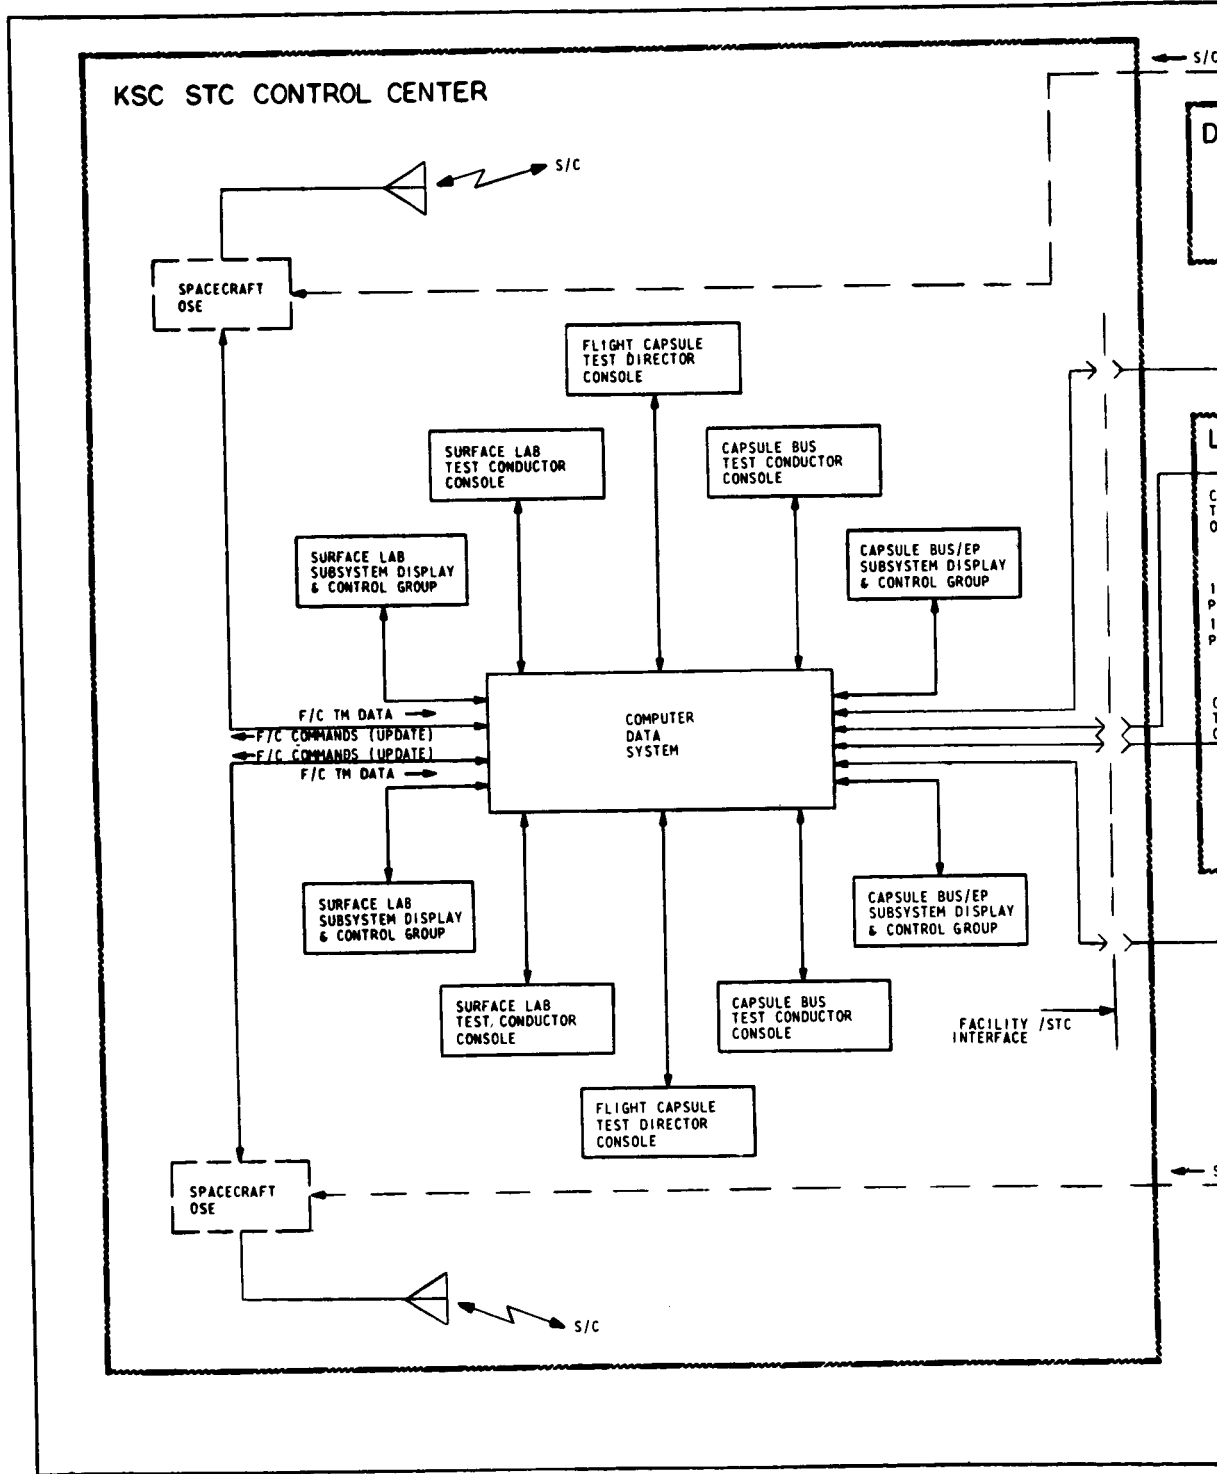 KSC STC CONTROL CENTER
S/C
D
S/C
SPACECRAFT
OSE
FLIGHT CAPSULE
TEST DIRECTOR
CONSOLE
SURFACE LAB
TEST CONDUCTOR
CONSOLE
CAPSULE BUS
TEST CONDUCTOR
CONSOLE
L
C
T
O
SURFACE LAB
SUBSYSTEM DISPLAY
& CONTROL GROUP
CAPSULE BUS/EP
SUBSYSTEM DISPLAY
& CONTROL GROUP
1
P
1
P
F/C TM DATA
F/C COMMANDS (UPDATE)
F/C COMMANDS (UPDATE)
F/C TM DATA
COMPUTER
DATA
SYSTEM
SURFACE LAB
SUBSYSTEM DISPLAY
& CONTROL GROUP
CAPSULE BUS/EP
SUBSYSTEM DISPLAY
& CONTROL GROUP
SURFACE LAB
TEST CONDUCTOR
CONSOLE
CAPSULE BUS
TEST CONDUCTOR
CONSOLE
FACILITY /STC
INTERFACE
FLIGHT CAPSULE
TEST DIRECTOR
CONSOLE
SPACECRAFT
OSE
S/C